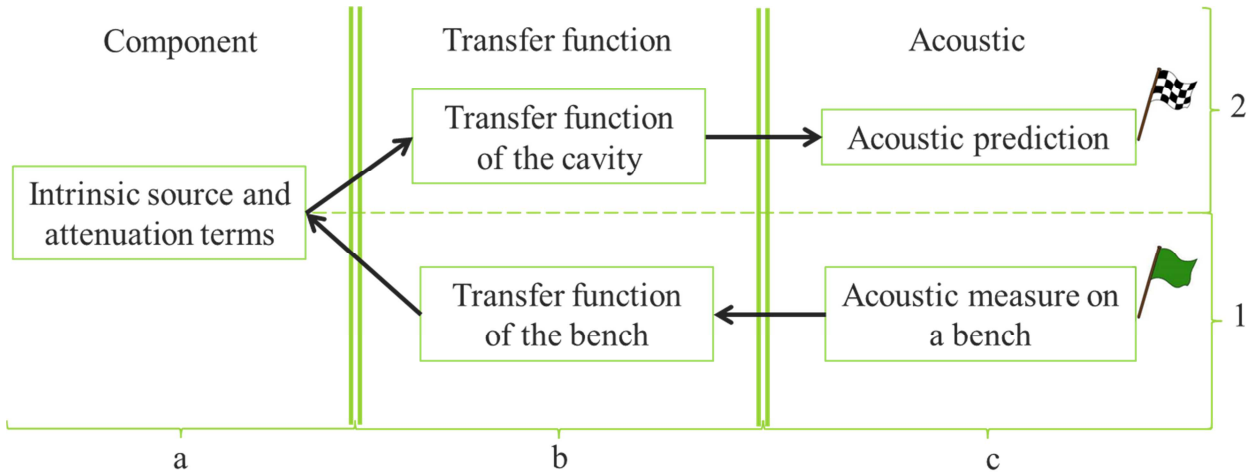 Component
Transfer function
Acoustic
Transfer function
of the cavity
Acoustic prediction
2
Intrinsic source and
attenuation terms
Transfer function
of the bench
Acoustic measure on
a bench
1
a
b
c